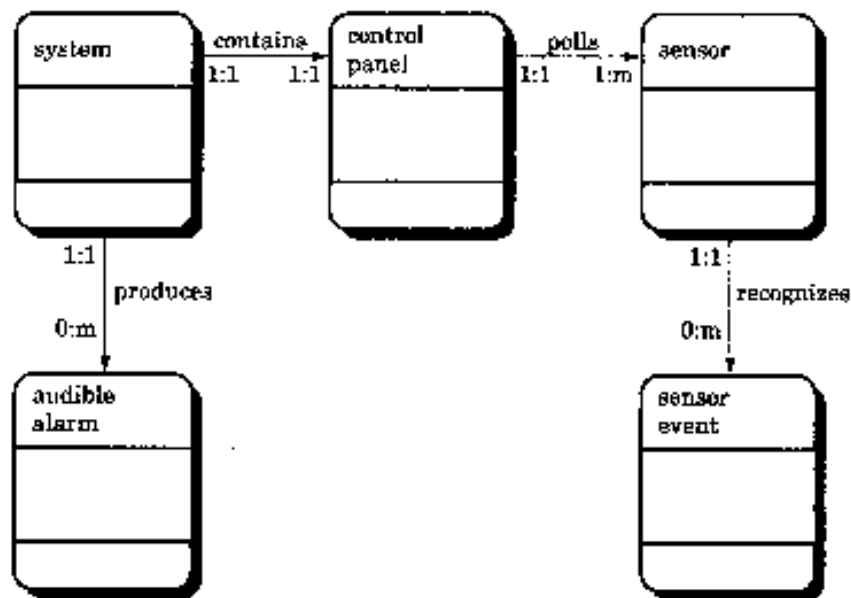 system
contains
1:1 1:1
control
panel
polls
1:1 1:m
sensor
1:1
produces
0:m
1:1
recognizes
0:m
audible
alarm
sensor
event